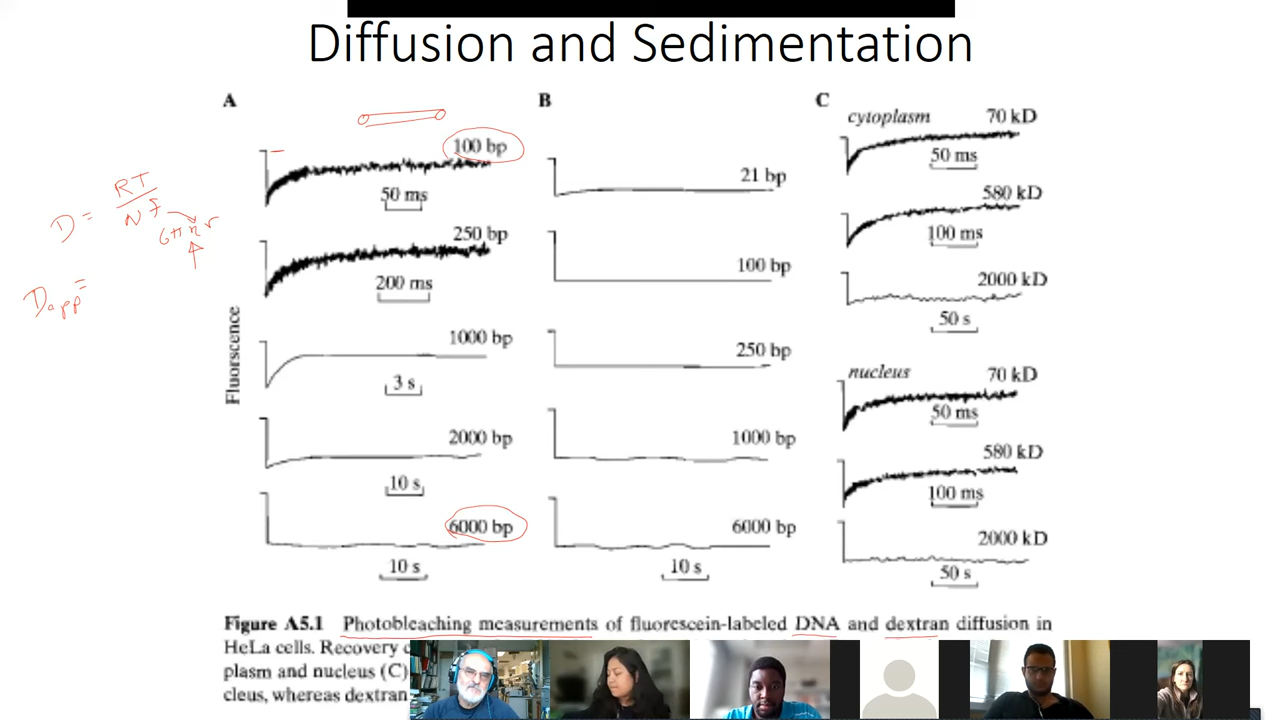 Diffusion and Sedimentation
A
B
C
100 bp
50 ms
250 bp
200 ms
1000 bp
3 s
2000 bp
10 s
6000 bp
10 s
Fluorscence
21 bp
100 bp
250 bp
1000 bp
6000 bp
10 s
cytoplasm
70 kD
50 ms
580 kD
100 ms
2000 kD
50 s
nucleus
70 kD
50 ms
580 kD
100 ms
2000 kD
50 s
D = RT
N f
6π η r
Dapp =
Figure A5.1 Photobleaching measurements of fluorescein-labeled DNA and dextran diffusion in
HeLa cells. Recovery
plasm and nucleus (C)
cleus, whereas dextran